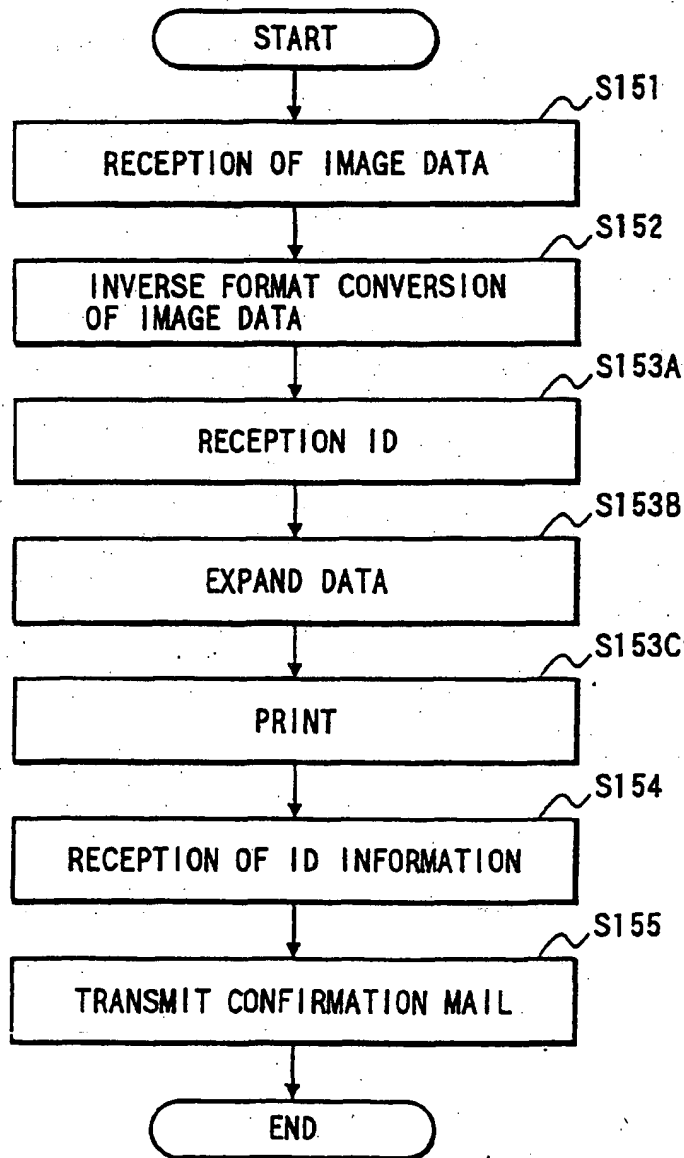 START
S151
RECEPTION OF IMAGE DATA
S152
INVERSE FORMAT CONVERSION
OF IMAGE DATA
S153A
RECEPTION ID
S153B
EXPAND DATA
S153C
PRINT
S154
RECEPTION OF ID INFORMATION
S155
TRANSMIT CONFIRMATION MAIL
END